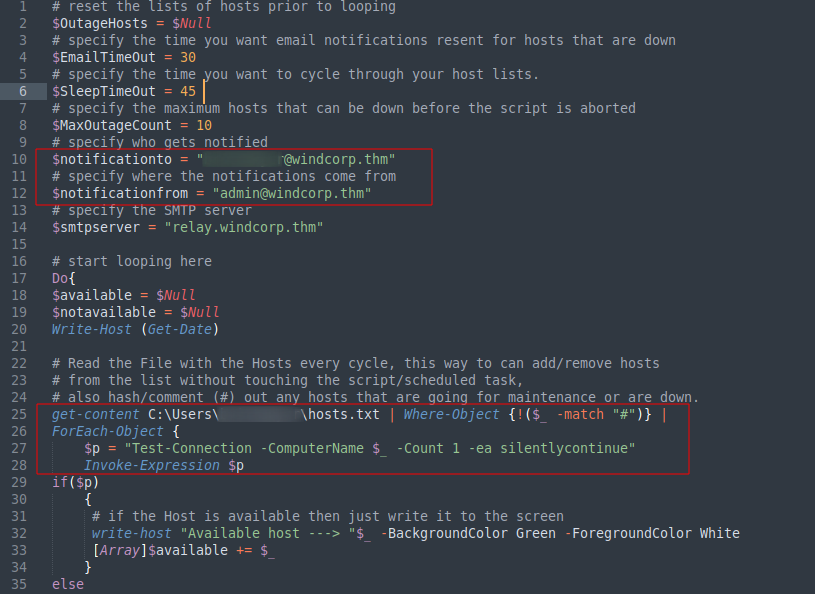 1 # reset the lists of hosts prior to looping
2 $OutageHosts = $Null
3 # specify the time you want email notifications resent for hosts that are down
4 $EmailTimeOut = 30
5 # specify the time you want to cycle through your host lists.
6 $SleepTimeOut = 45
7 # specify the maximum hosts that can be down before the script is aborted
8 $MaxOutageCount = 10
9 # specify who gets notified
10 $notificationto = "r@windcorp.thm"
11 # specify where the notifications come from
12 $notificationfrom = "admin@windcorp.thm"
13 # specify the SMTP server
14 $smtpserver = "relay.windcorp.thm"
15
16 # start looping here
17 Do{
18 $available = $Null
19 $notavailable = $Null
20 Write-Host (Get-Date)
21
22 # Read the File with the Hosts every cycle, this way to can add/remove hosts
23 # from the list without touching the script/scheduled task,
24 # also hash/comment (#) out any hosts that are going for maintenance or are down.
25 get-content C:\Users\\hosts.txt | Where-Object {!($_ -match "#")} |
26 ForEach-Object {
27 $p = "Test-Connection -ComputerName $_ -Count 1 -ea silentlycontinue"
28 Invoke-Expression $p
29 if($p)
30 {
31 # if the Host is available then just write it to the screen
32 write-host "Available host ---> "$_ -BackgroundColor Green -ForegroundColor White
33 [Array]$available += $_
34 }
35 else